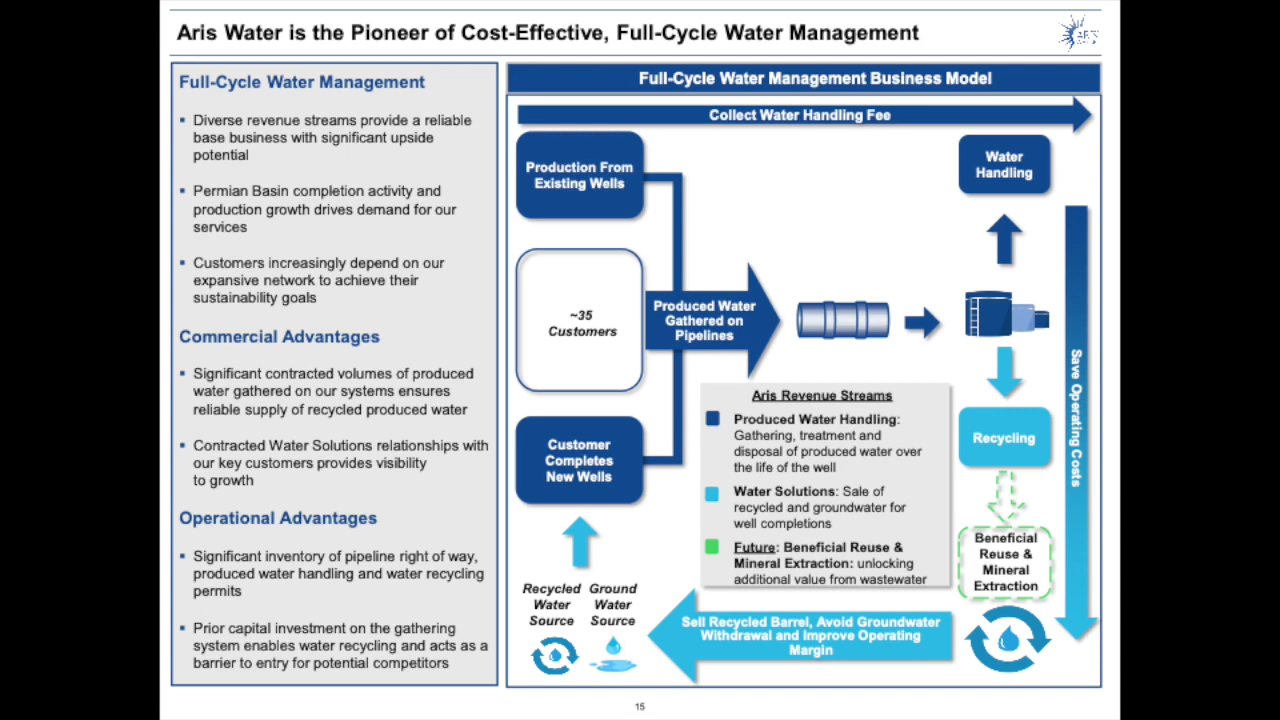 Aris Water is the Pioneer of Cost-Effective, Full-Cycle Water Management
ARIS
Full-Cycle Water Management
▪ Diverse revenue streams provide a reliable
base business with significant upside
potential
▪ Permian Basin completion activity and
production growth drives demand for our
services
▪ Customers increasingly depend on our
expansive network to achieve their
sustainability goals
Commercial Advantages
▪ Significant contracted volumes of produced
water gathered on our systems ensures
reliable supply of recycled produced water
▪ Contracted Water Solutions relationships with
our key customers provides visibility
to growth
Operational Advantages
▪ Significant inventory of pipeline right of way,
produced water handling and water recycling
permits
▪ Prior capital investment on the gathering
system enables water recycling and acts as a
barrier to entry for potential competitors
Full-Cycle Water Management Business Model
Collect Water Handling Fee
Production From
Existing Wells
~35
Customers
Customer
Completes
New Wells
Produced Water
Gathered on
Pipelines
Water
Handling
Recycling
Beneficial
Reuse &
Mineral
Extraction
Save Operating Costs
Aris Revenue Streams
Produced Water Handling:
Gathering, treatment and
disposal of produced water over
the life of the well
Water Solutions: Sale of
recycled and groundwater for
well completions
Future: Beneficial Reuse &
Mineral Extraction: unlocking
additional value from wastewater
Recycled
Water
Source
Ground
Water
Source
Sell Recycled Barrel, Avoid Groundwater
Withdrawal and Improve Operating
Margin
15